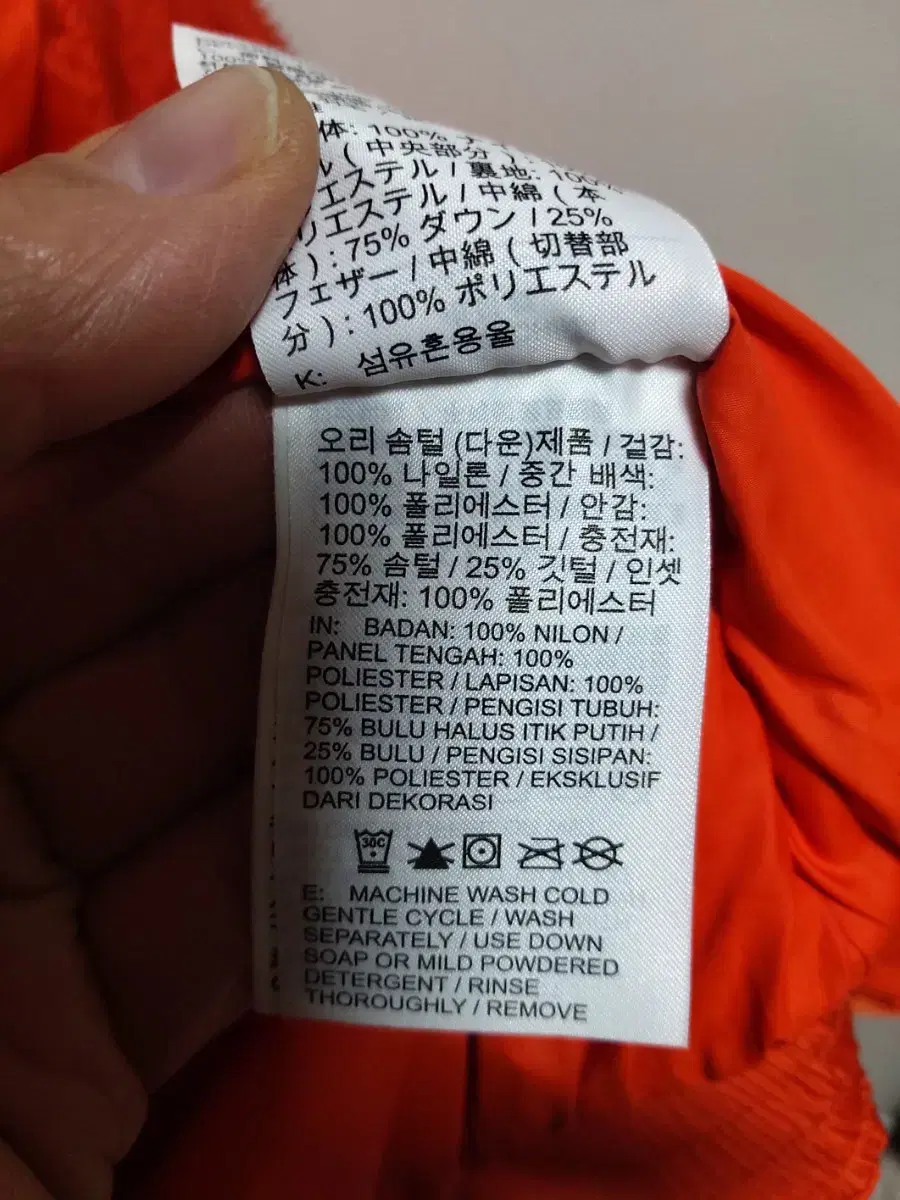 体: 100%
ル ( 中央部分 ) :
エステル / 裏地: 100%
リエステル / 中綿 ( 本
体 ) : 75% ダウン / 25%
フェザー / 中綿 ( 切替部
分 ) : 100% ポリエステル
K: 섬유혼용율
오리 솜털 (다운)제품 / 겉감:
100% 나일론 / 중간 배색:
100% 폴리에스터 / 안감:
100% 폴리에스터 / 충전재:
75% 솜털 / 25% 깃털 / 인셋
충전재: 100% 폴리에스터
IN: BADAN: 100% NILON /
PANEL TENGAH: 100%
POLIESTER / LAPISAN: 100%
POLIESTER / PENGISI TUBUH:
75% BULU HALUS ITIK PUTIH /
25% BULU / PENGISI SISIPAN:
100% POLIESTER / EKSKLUSIF
DARI DEKORASI
30C
E: MACHINE WASH COLD
GENTLE CYCLE / WASH
SEPARATELY / USE DOWN
SOAP OR MILD POWDERED
DETERGENT / RINSE
THOROUGHLY / REMOVE